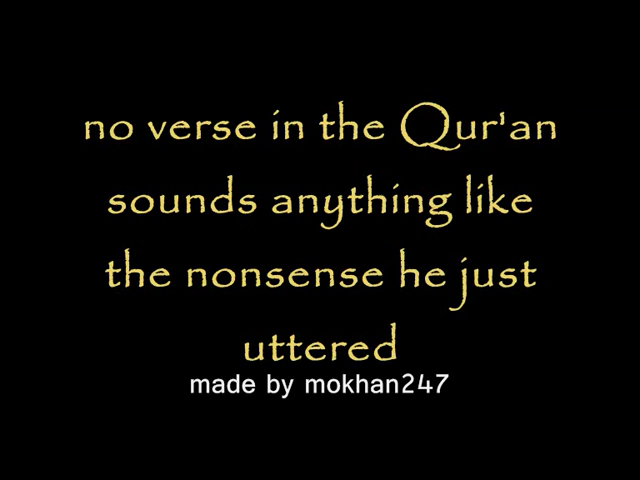 no verse in the Qur'an
sounds anything like
the nonsense he just
uttered
made by mokhan247